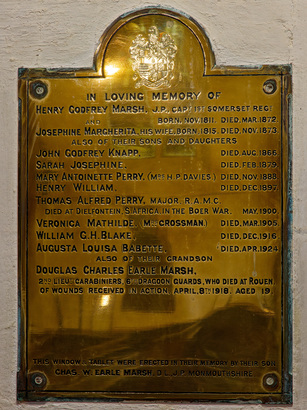 IN LOVING MEMORY OF
HENRY GODFREY MARSH, J.P. CAPT 1ST SOMERSET REGT
AND BORN, NOV. 1811. DIED, MAR. 1872.
JOSEPHINE MARGHERITA, HIS WIFE, BORN, 1815, DIED, NOV. 1873
ALSO OF THEIR SONS AND DAUGHTERS
JOHN GODFREY KNAPP, DIED, AUG. 1866.
SARAH JOSEPHINE, DIED, FEB. 1879.
MARY ANTOINETTE PERRY, (MRS H.P. DAVIES) DIED, NOV. 1888.
HENRY WILLIAM, DIED, DEC. 1897.
THOMAS ALFRED PERRY, MAJOR. R.A.M.C.
DIED AT DIELFONTEIN, S. AFRICA, IN THE BOER WAR. MAY, 1900
VERONICA MATHILDE (MRS CROSSMAN) DIED, MAR. 1905.
WILLIAM G.H. BLAKE, DIED, DEC. 1916.
AUGUSTA LOUISA BABETTE, DIED, APR. 1924
ALSO OF THEIR GRANDSON
DOUGLAS CHARLES EARLE MARSH,
2ND LIEUT CARABINIERS, 6TH DRAGOON GUARDS, WHO DIED AT ROUEN,
OF WOUNDS RECEIVED IN ACTION, APRIL, 8TH 1918. AGED 19.
THIS WINDOW & TABLET WERE ERECTED IN THEIR MEMORY BY THEIR SON
CHAS. W. EARLE MARSH, D.L. J.P. MONMOUTHSHIRE.